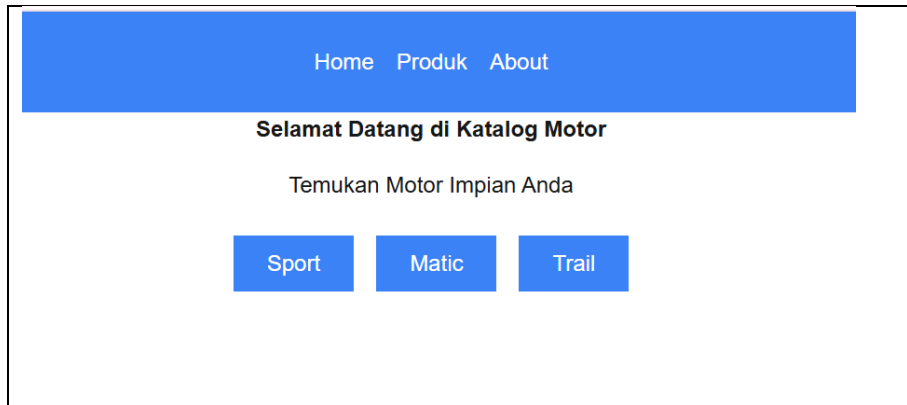 Home Produk About
Selamat Datang di Katalog Motor
Temukan Motor Impian Anda
Sport Matic Trail